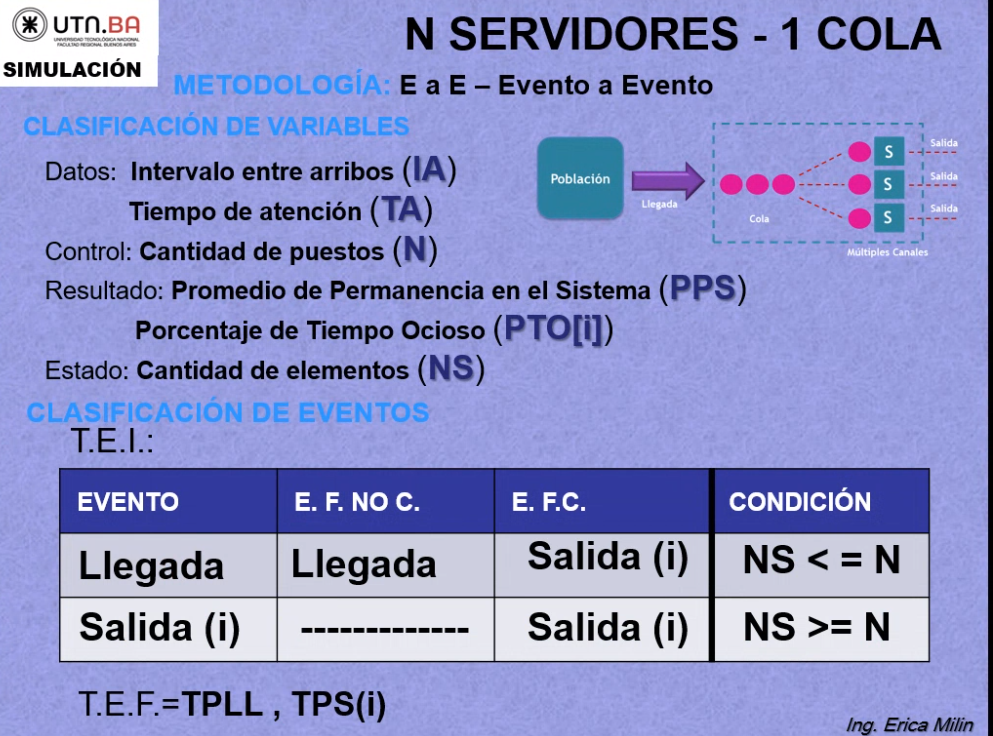 UTN.BA
UNIVERSIDAD TECNOLÓGICA NACIONAL
FACULTAD REGIONAL BUENOS AIRES
SIMULACIÓN
N SERVIDORES - 1 COLA
METODOLOGÍA: E a E – Evento a Evento
CLASIFICACIÓN DE VARIABLES
Datos: Intervalo entre arribos (IA)
Tiempo de atención (TA)
Control: Cantidad de puestos (N)
Resultado: Promedio de Permanencia en el Sistema (PPS)
Porcentaje de Tiempo Ocioso (PTO[i])
Estado: Cantidad de elementos (NS)
Población
Llegada
Cola
S
Salida
S
Salida
S
Salida
Múltiples Canales
CLASIFICACIÓN DE EVENTOS
T.E.I.:
EVENTO E. F. NO C. E. F.C. CONDICIÓN
Llegada Llegada Salida (i) NS < = N
Salida (i) ------------- Salida (i) NS >= N
T.E.F.=TPLL , TPS(i)
Ing. Erica Milin